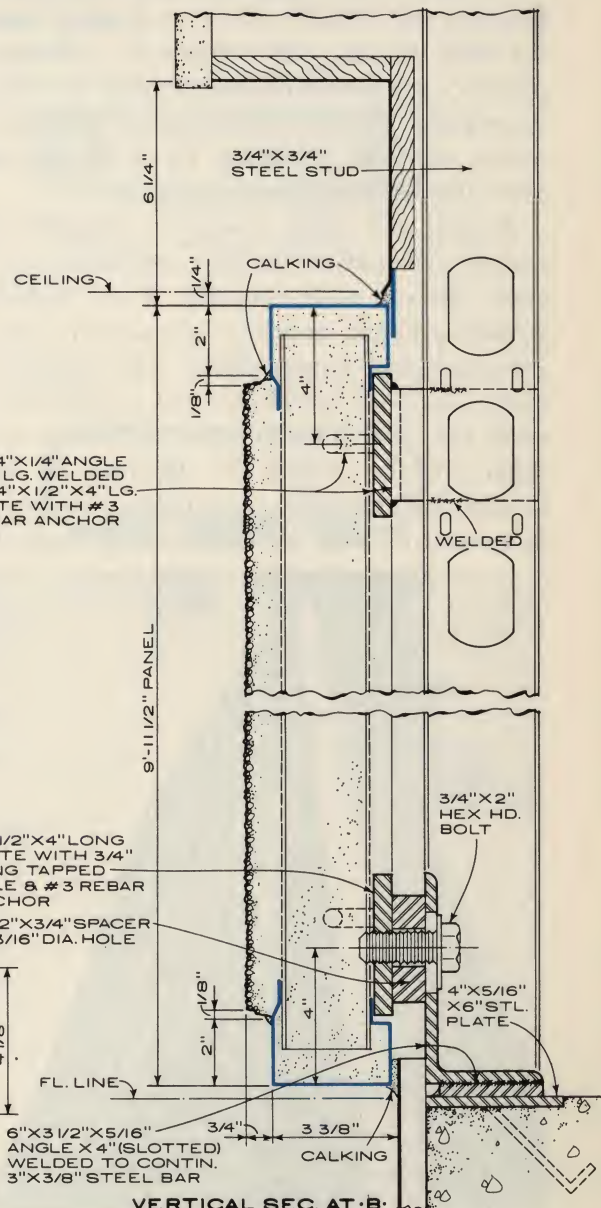 6 1/4"
3/4"X3/4"
STEEL STUD
CEILING
1/4"
CALKING
2"
1/8"
4"
4"X1/4" ANGLE
LG. WELDED
4"X1/2"X4" LG.
WITH #3
ANCHOR
WELDED
9'-11 1/2" PANEL
3/4"X2"
HEX HD.
BOLT
1/2"X4" LONG
WITH 3/4"
TAPPED
& #3 REBAR
2"X3/4" SPACER
3/16" DIA. HOLE
4"X5/16"
X6" STL.
PLATE
1/8"
4"
2"
FL. LINE
3/4"
3 3/8"
CALKING
6"X3 1/2"X5/16"
ANGLE X 4" (SLOTTED)
WELDED TO CONTIN.
3"X3/8" STEEL BAR
VERTICAL SEC. AT·B·